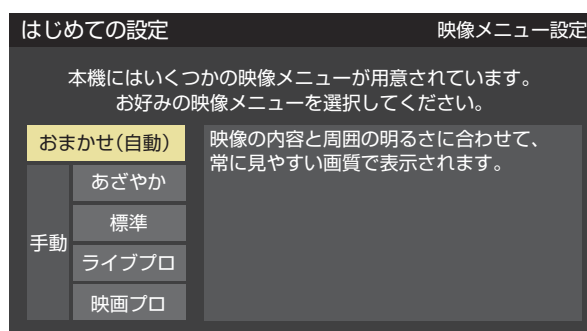 はじめての設定
映像メニュー設定
本機にはいくつかの映像メニューが用意されています。
お好みの映像メニューを選択してください。
おまかせ(自動)
映像の内容と周囲の明るさに合わせて、
常に見やすい画質で表示されます。
手動
あざやか
標準
ライブプロ
映画プロ